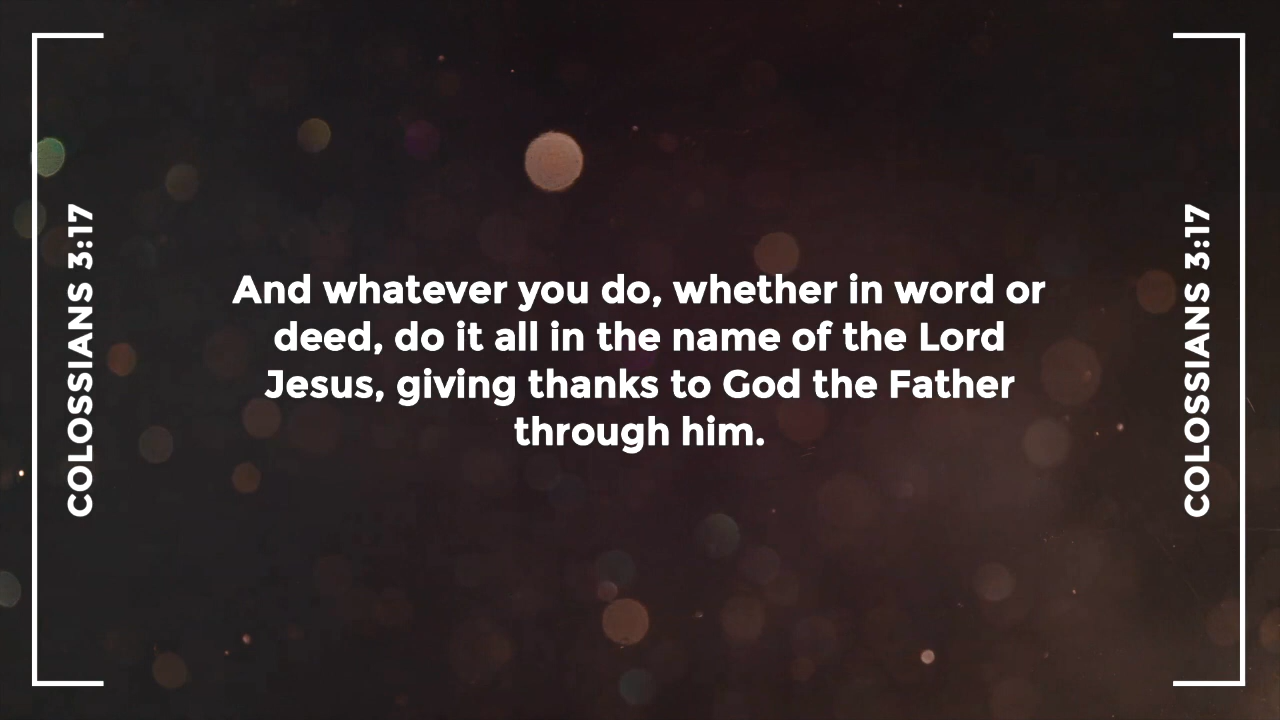 COLOSSIANS 3:17
And whatever you do, whether in word or
deed, do it all in the name of the Lord
Jesus, giving thanks to God the Father
through him.
COLOSSIANS 3:17